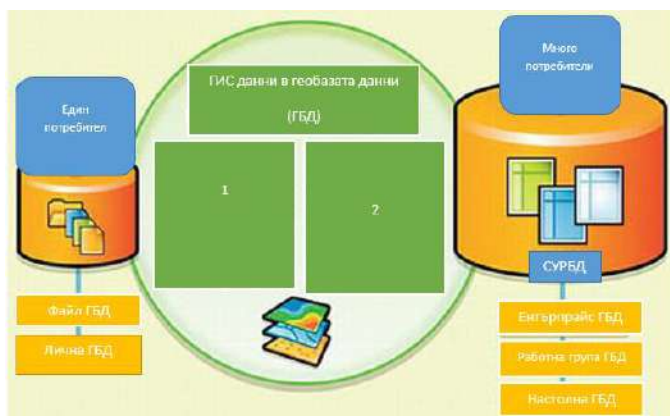 Един
потребител
ГИС данни в геобазата данни
(ГБД)
Много
потребители
1
2
СУРБД
Файл ГБД
Лична ГБД
Ентърпрайс ГБД
Работна група ГБД
Настолна ГБД